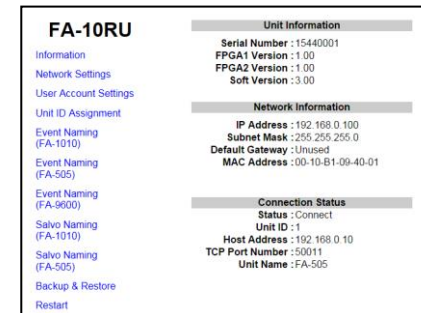 FA-10RU
Information
Network Settings
User Account Settings
Unit ID Assignment
Event Naming
(FA-1010)
Event Naming
(FA-505)
Event Naming
(FA-9600)
Salvo Naming
(FA-1010)
Salvo Naming
(FA-505)
Backup & Restore
Restart
Unit Information
Serial Number : 15440001
FPGA1 Version : 1.00
FPGA2 Version : 1.00
Soft Version : 3.00
Network Information
IP Address : 192.168.0.100
Subnet Mask : 255.255.255.0
Default Gateway : Unused
MAC Address : 00-10-B1-09-40-01
Connection Status
Status : Connect
Unit ID : 1
Host Address : 192.168.0.10
TCP Port Number : 50011
Unit Name : FA-505